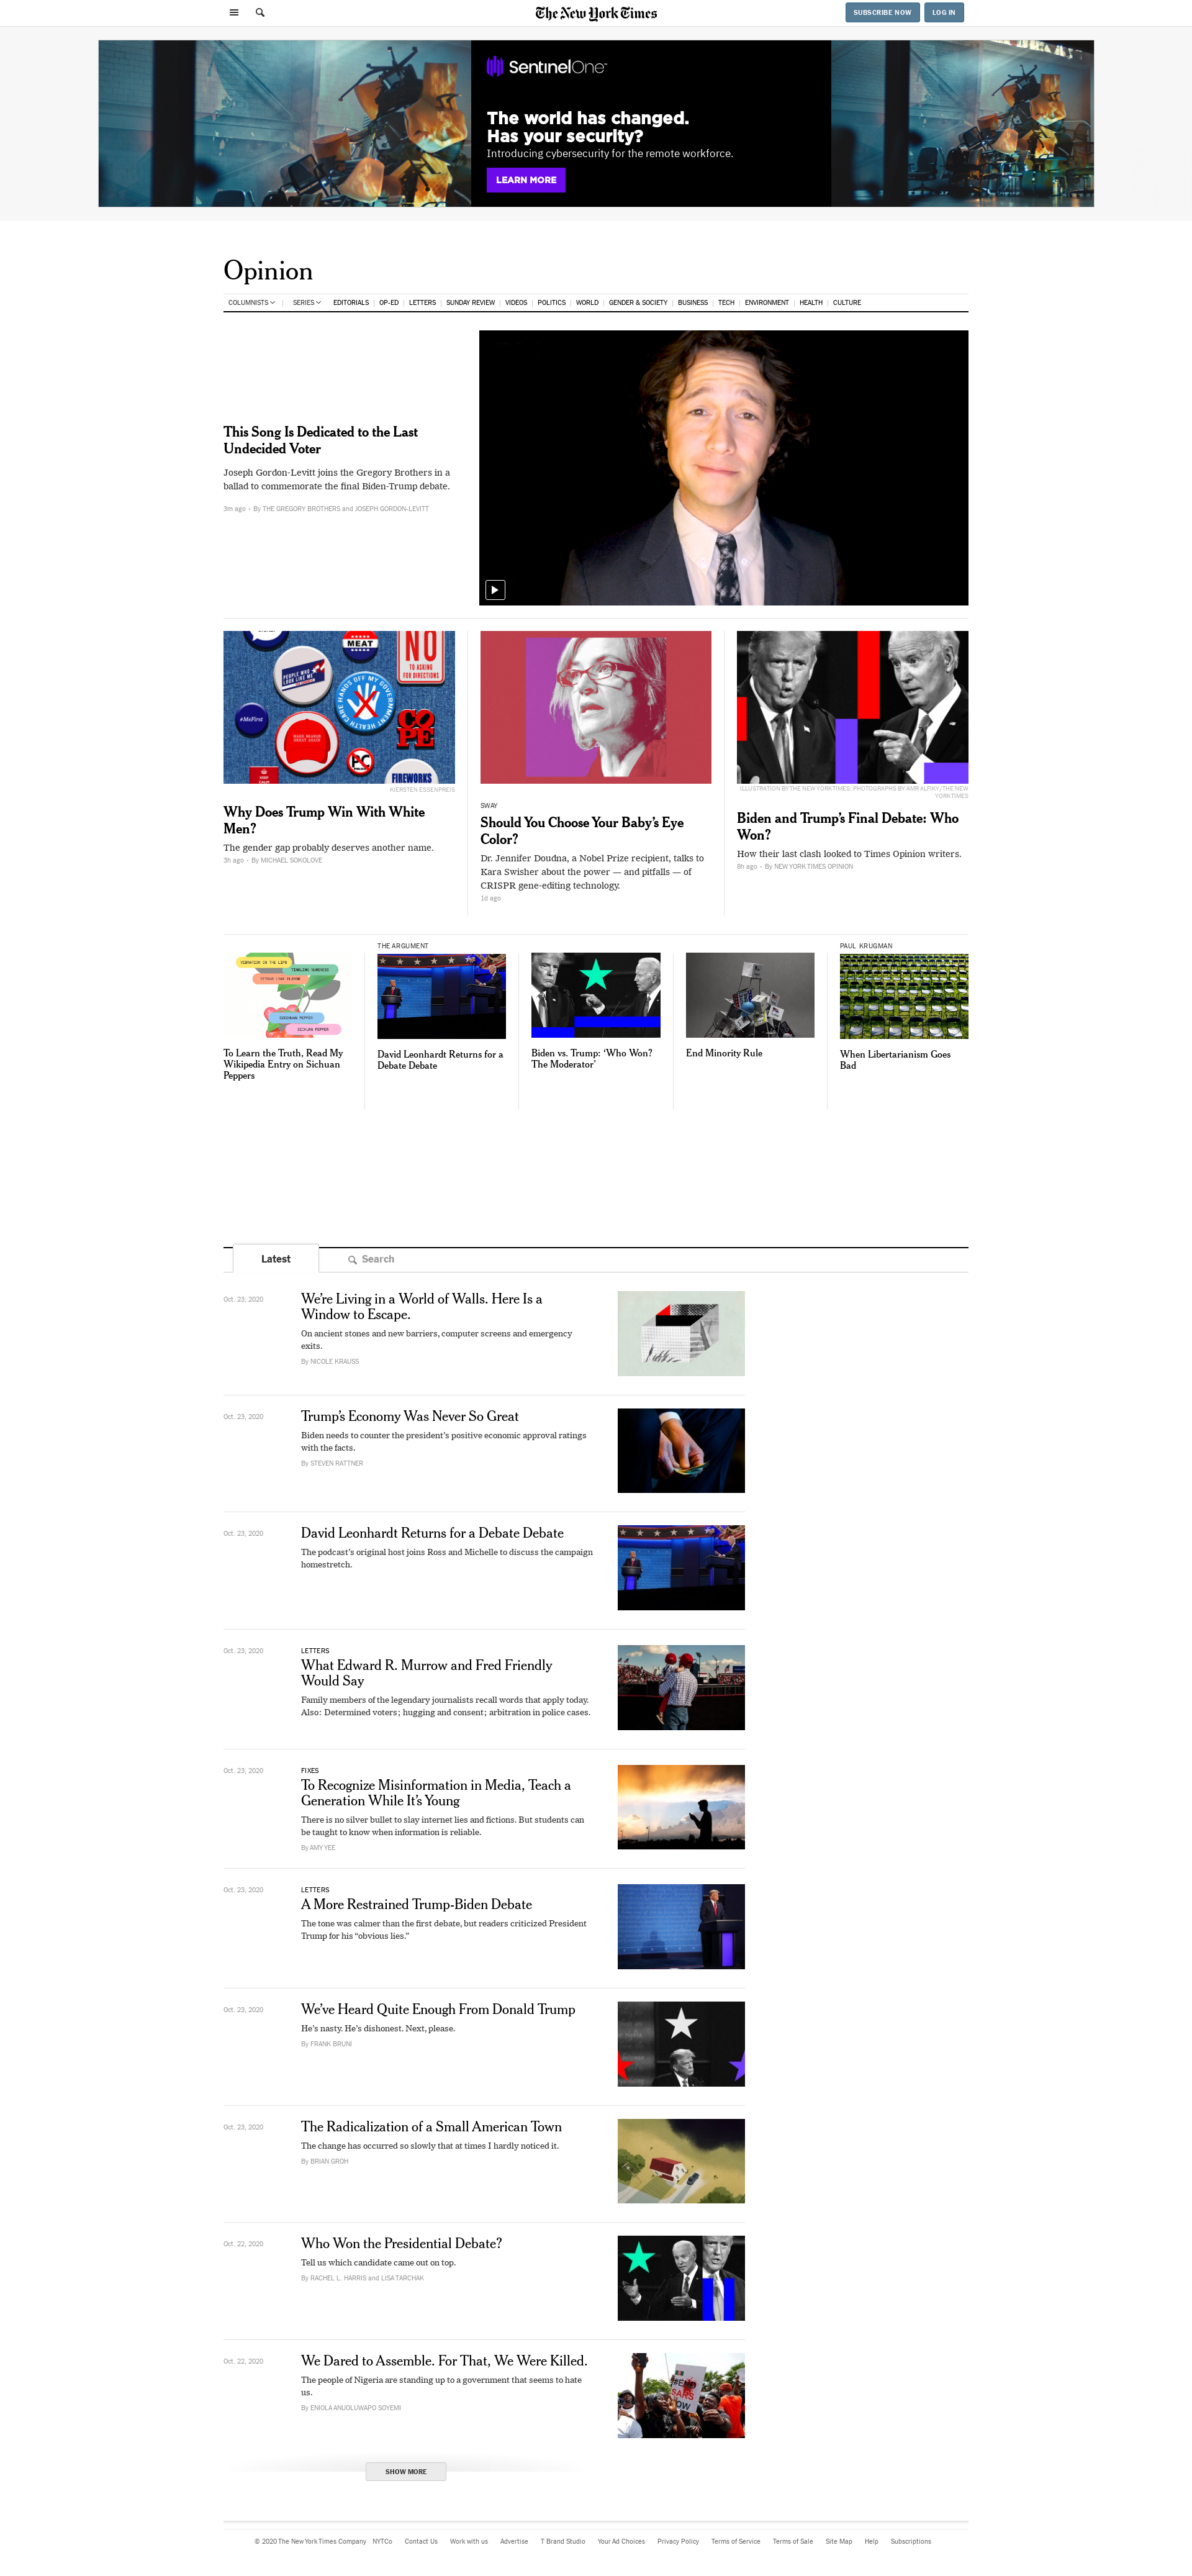 The New York Times
SUBSCRIBE NOW
LOG IN
SentinelOne
The world has changed.
Has your security?
Introducing cybersecurity for the remote workforce.
LEARN MORE
Opinion
COLUMNISTS | SERIES EDITORIALS | OP-ED | LETTERS | SUNDAY REVIEW | VIDEOS | POLITICS | WORLD | GENDER & SOCIETY | BUSINESS | TECH | ENVIRONMENT | HEALTH | CULTURE
This Song Is Dedicated to the Last
Undecided Voter
Joseph Gordon-Levitt joins the Gregory Brothers in a
ballad to commemorate the final Biden-Trump debate.
3m ago • By THE GREGORY BROTHERS and JOSEPH GORDON-LEVITT
MEAT
NO
TO ASKING
FOR DIRECTIONS
PEOPLE WHO
LOOK LIKE ME
HANDS OFF MY GOVERNMENT
HEALTH CARE
#MeFirst
COPE
PC
FIREWORKS
KIERSTEN ESSENPREIS
Why Does Trump Win With White
Men?
The gender gap probably deserves another name.
3h ago • By MICHAEL SOKOLOVE
SWAY
Should You Choose Your Baby’s Eye
Color?
Dr. Jennifer Doudna, a Nobel Prize recipient, talks to
Kara Swisher about the power — and pitfalls — of
CRISPR gene-editing technology.
1d ago
ILLUSTRATION BY THE NEW YORK TIMES; PHOTOGRAPHS BY AMR ALFIKY/THE NEW
YORK TIMES
Biden and Trump’s Final Debate: Who
Won?
How their last clash looked to Times Opinion writers.
8h ago • By NEW YORK TIMES OPINION
TINGLING NUMBNESS
SZECHUAN PEPPER
SICHUAN PEPPER
To Learn the Truth, Read My
Wikipedia Entry on Sichuan
Peppers
THE ARGUMENT
David Leonhardt Returns for a
Debate Debate
Biden vs. Trump: ‘Who Won?
The Moderator’
End Minority Rule
PAUL KRUGMAN
When Libertarianism Goes
Bad
Latest
Search
Oct. 23, 2020
We’re Living in a World of Walls. Here Is a
Window to Escape.
On ancient stones and new barriers, computer screens and emergency
exits.
By NICOLE KRAUSS
Oct. 23, 2020
Trump’s Economy Was Never So Great
Biden needs to counter the president’s positive economic approval ratings
with the facts.
By STEVEN RATTNER
Oct. 23, 2020
David Leonhardt Returns for a Debate Debate
The podcast’s original host joins Ross and Michelle to discuss the campaign
homestretch.
Oct. 23, 2020
LETTERS
What Edward R. Murrow and Fred Friendly
Would Say
Family members of the legendary journalists recall words that apply today.
Also: Determined voters; hugging and consent; arbitration in police cases.
Oct. 23, 2020
FIXES
To Recognize Misinformation in Media, Teach a
Generation While It’s Young
There is no silver bullet to slay internet lies and fictions. But students can
be taught to know when information is reliable.
By AMY YEE
Oct. 23, 2020
LETTERS
A More Restrained Trump-Biden Debate
The tone was calmer than the first debate, but readers criticized President
Trump for his “obvious lies.”
Oct. 23, 2020
We’ve Heard Quite Enough From Donald Trump
He’s nasty. He’s dishonest. Next, please.
By FRANK BRUNI
Oct. 23, 2020
The Radicalization of a Small American Town
The change has occurred so slowly that at times I hardly noticed it.
By BRIAN GROH
Oct. 22, 2020
Who Won the Presidential Debate?
Tell us which candidate came out on top.
By RACHEL L. HARRIS and LISA TARCHAK
Oct. 22, 2020
We Dared to Assemble. For That, We Were Killed.
The people of Nigeria are standing up to a government that seems to hate
us.
By ENIOLA ANUOLUWAPO SOYEMI
#END
SARS
NOW
SHOW MORE
© 2020 The New York Times Company NYTCo Contact Us Work with us Advertise T Brand Studio Your Ad Choices Privacy Policy Terms of Service Terms of Sale Site Map Help Subscriptions